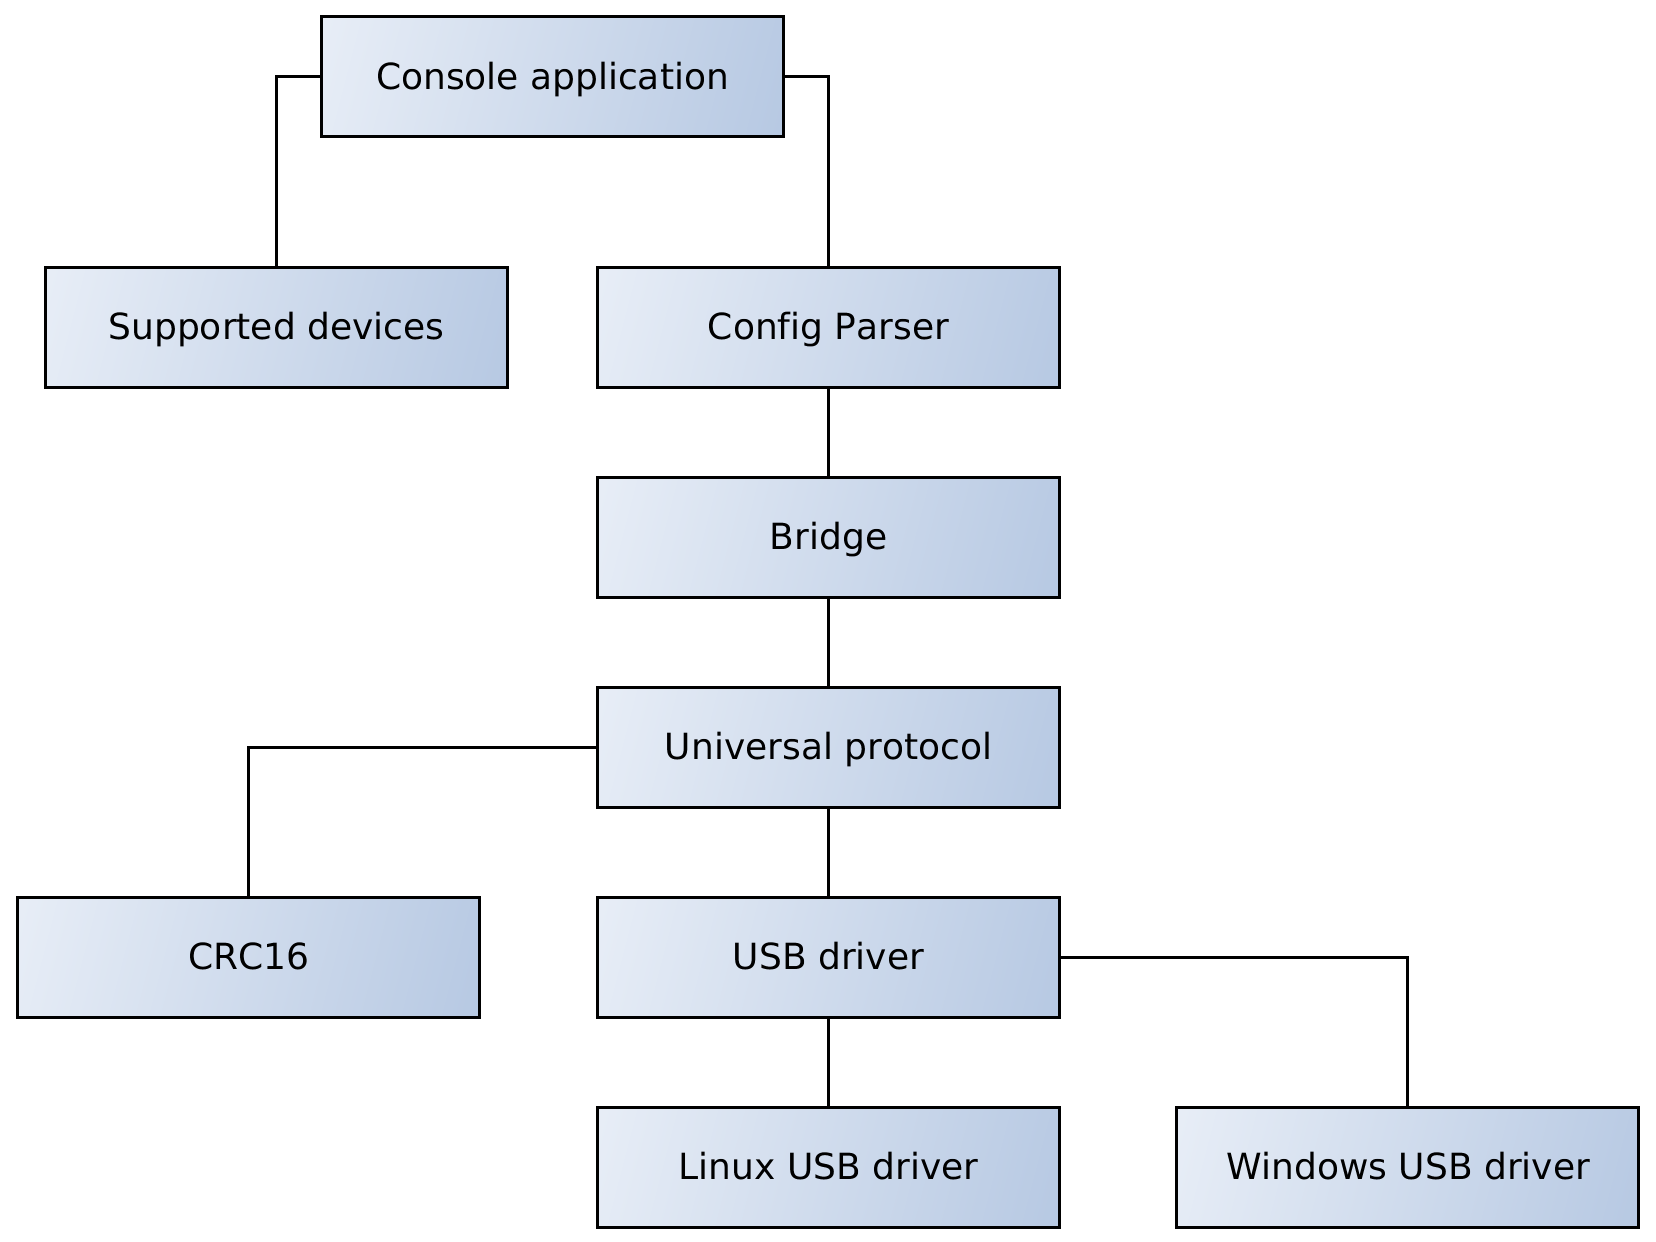 Console application
Supported devices
Config Parser
Bridge
Universal protocol
CRC16
USB driver
Linux USB driver
Windows USB driver